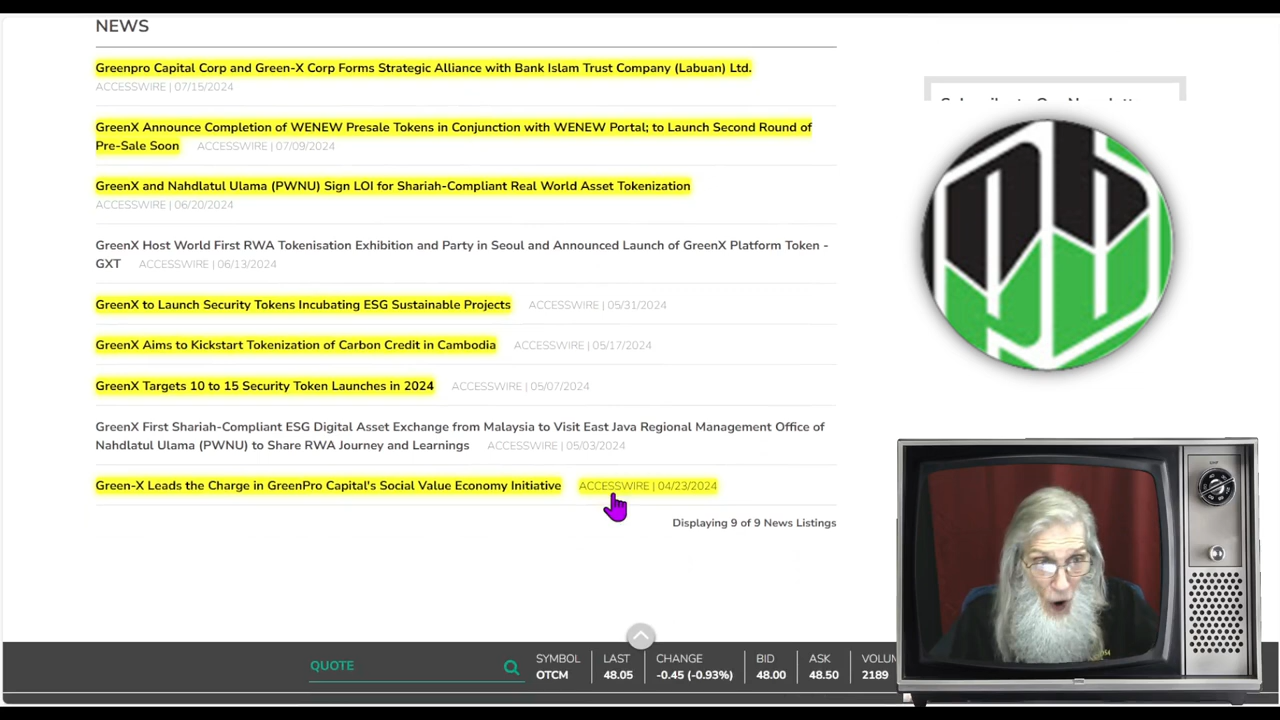 NEWS
Greenpro Capital Corp and Green-X Corp Forms Strategic Alliance with Bank Islam Trust Company (Labuan) Ltd.
ACCESSWIRE | 07/15/2024
GreenX Announce Completion of WENEW Presale Tokens in Conjunction with WENEW Portal; to Launch Second Round of
Pre-Sale Soon ACCESSWIRE | 07/09/2024
GreenX and Nahdlatul Ulama (PWNU) Sign LOI for Shariah-Compliant Real World Asset Tokenization
ACCESSWIRE | 06/20/2024
GreenX Host World First RWA Tokenisation Exhibition and Party in Seoul and Announced Launch of GreenX Platform Token -
GXT ACCESSWIRE | 06/13/2024
GreenX to Launch Security Tokens Incubating ESG Sustainable Projects ACCESSWIRE | 05/31/2024
GreenX Aims to Kickstart Tokenization of Carbon Credit in Cambodia ACCESSWIRE | 05/17/2024
GreenX Targets 10 to 15 Security Token Launches in 2024 ACCESSWIRE | 05/07/2024
GreenX First Shariah-Compliant ESG Digital Asset Exchange from Malaysia to Visit East Java Regional Management Office of
Nahdlatul Ulama (PWNU) to Share RWA Journey and Learnings ACCESSWIRE | 05/03/2024
Green-X Leads the Charge in GreenPro Capital's Social Value Economy Initiative ACCESSWIRE | 04/23/2024
Displaying 9 of 9 News Listings
QUOTE
SYMBOL LAST CHANGE BID ASK VOLU
OTCM 48.05 -0.45 (-0.93%) 48.00 48.50 2189